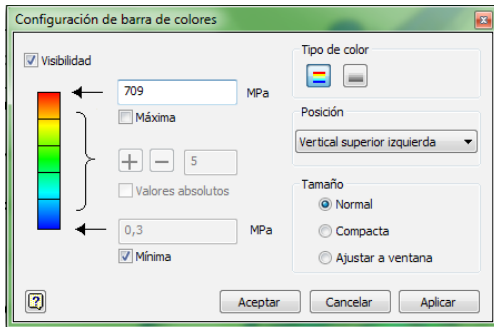 Configuración de barra de colores
Visibilidad
709 MPa
Máxima
+ - 5
Valores absolutos
0,3 MPa
Mínima
Tipo de color
Posición
Vertical superior izquierda
Tamaño
Normal
Compacta
Ajustar a ventana
?
Aceptar
Cancelar
Aplicar